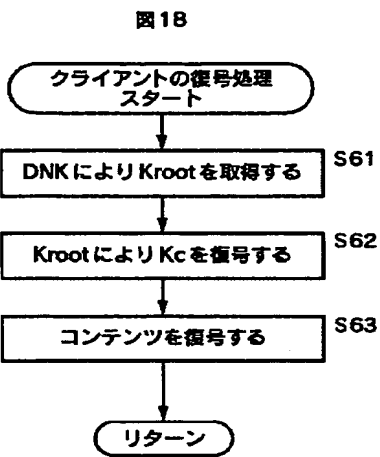 図18
クライアントの復号処理
スタート
DNKによりKrootを取得する
S61
KrootによりKcを復号する
S62
コンテンツを復号する
S63
リターン